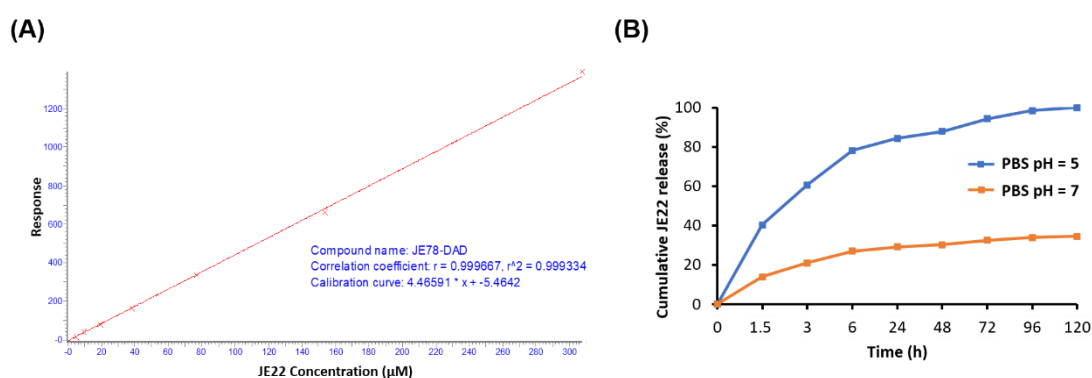 (A)
Response
1200
1000
800
600
400
200
-0
-0 20 40 60 80 100 120 140 160 180 200 220 240 260 280 300
JE22 Concentration (µM)
Compound name: JE78-DAD
Correlation coefficient: r = 0.999667, r^2 = 0.999334
Calibration curve: 4.46591 * x + -5.4642
(B)
Cumulative JE22 release (%)
100
80
60
40
20
0
0 1.5 3 6 24 48 72 96 120
Time (h)
PBS pH = 5
PBS pH = 7